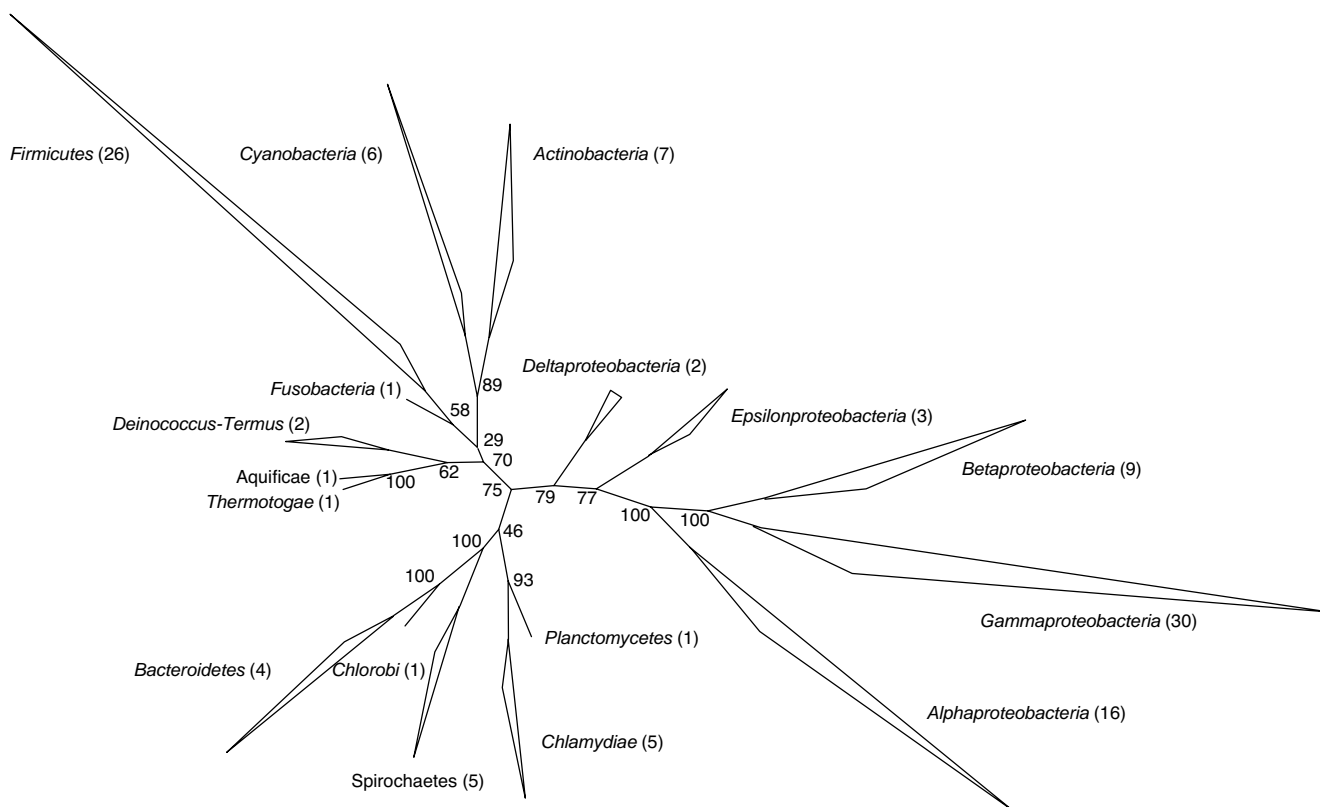 Firmicutes (26)
Cyanobacteria (6)
Actinobacteria (7)
Deltaproteobacteria (2)
89
Fusobacteria (1)
58
Epsilonproteobacteria (3)
Deinococcus-Termus (2)
29
70
62
Betaproteobacteria (9)
Aquificae (1)
100
Thermotogae (1)
75
79
77
100
100
46
100
100
93
Gammaproteobacteria (30)
Planctomycetes (1)
Bacteroidetes (4)
Chlorobi (1)
Alphaproteobacteria (16)
Chlamydiae (5)
Spirochaetes (5)